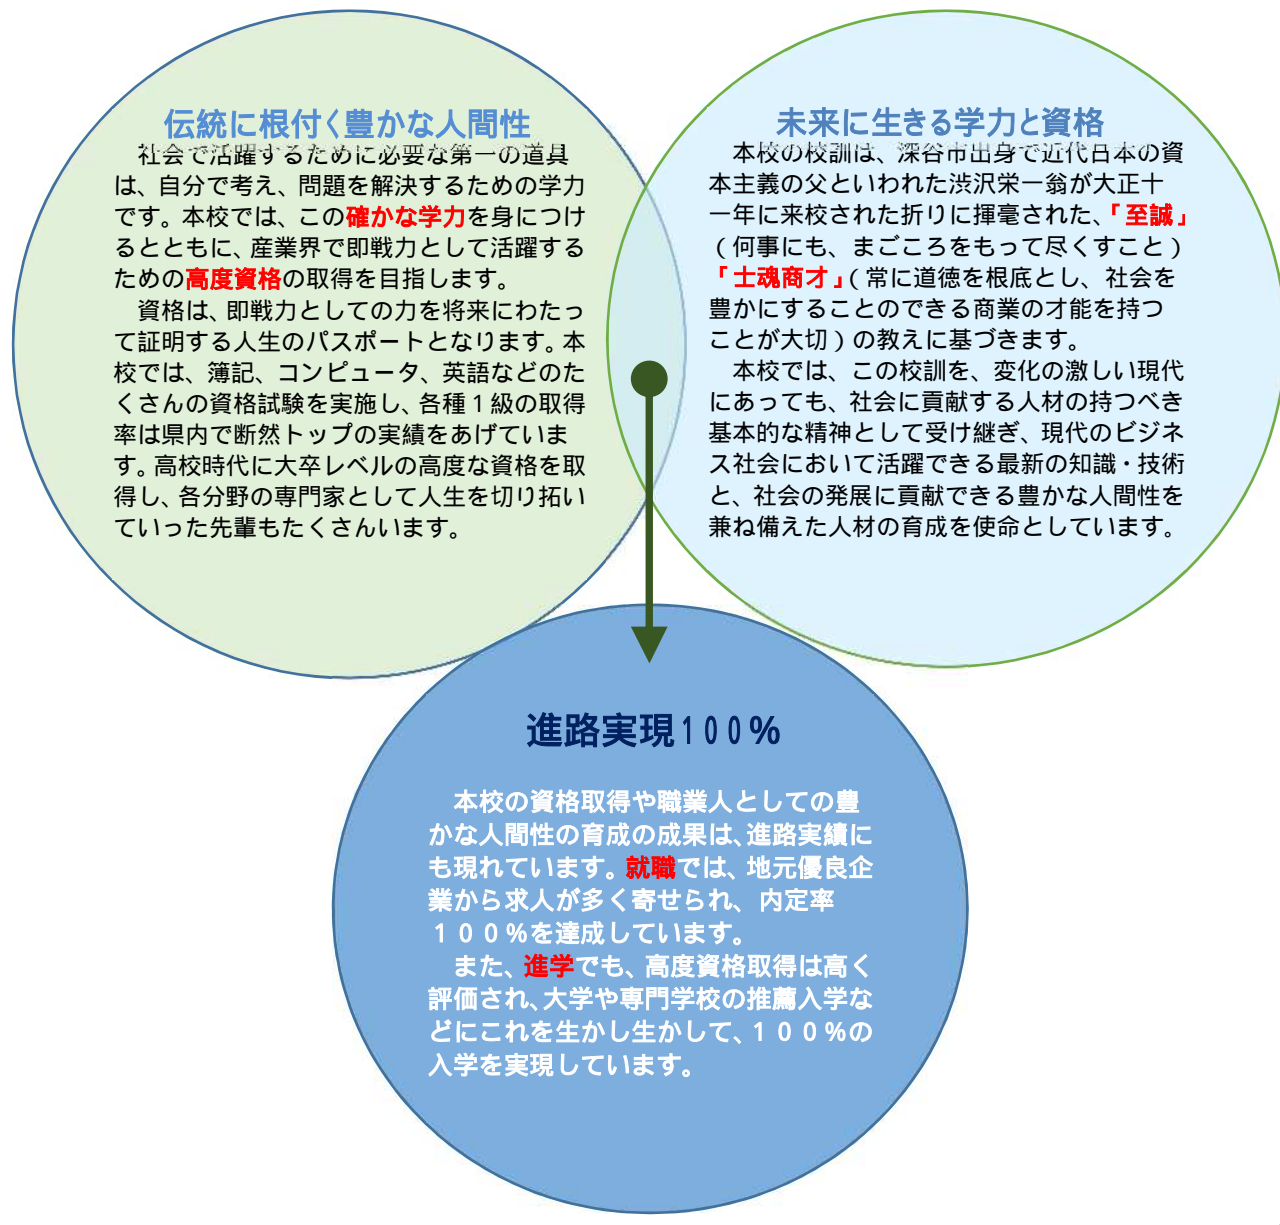 伝統に根付く豊かな人間性
社会で活躍するために必要な第一の道具
は、自分で考え、問題を解決するための学力
です。本校では、この確かな学力を身につけ
るとともに、産業界で即戦力として活躍する
ための高度資格の取得を目指します。
資格は、即戦力としての力を将来にわたっ
て証明する人生のパスポートとなります。本
校では、簿記、コンピュータ、英語などのた
くさんの資格試験を実施し、各種1級の取得
率は県内で断然トップの実績をあげていま
す。高校時代に大卒レベルの高度な資格を取
得し、各分野の専門家として人生を切り拓い
ていった先輩もたくさんいます。
未来に生きる学力と資格
本校の校訓は、深谷市出身で近代日本の資
本主義の父といわれた渋沢栄一翁が大正十
一年に来校された折りに揮毫された、「至誠」
(何事にも、まごころをもって尽くすこと)
「士魂商才」(常に道徳を根底とし、社会を
豊かにすることのできる商業の才能を持つ
ことが大切)の教えに基づきます。
本校では、この校訓を、変化の激しい現代
にあっても、社会に貢献する人材の持つべき
基本的な精神として受け継ぎ、現代のビジネ
ス社会において活躍できる最新の知識・技術
と、社会の発展に貢献できる豊かな人間性を
兼ね備えた人材の育成を使命としています。
進路実現100%
本校の資格取得や職業人としての豊
かな人間性の育成の成果は、進路実績に
も現れています。就職では、地元優良企
業から求人が多く寄せられ、内定率
100%を達成しています。
また、進学でも、高度資格取得は高く
評価され、大学や専門学校の推薦入学な
どにこれを生かし生かして、100%の
入学を実現しています。